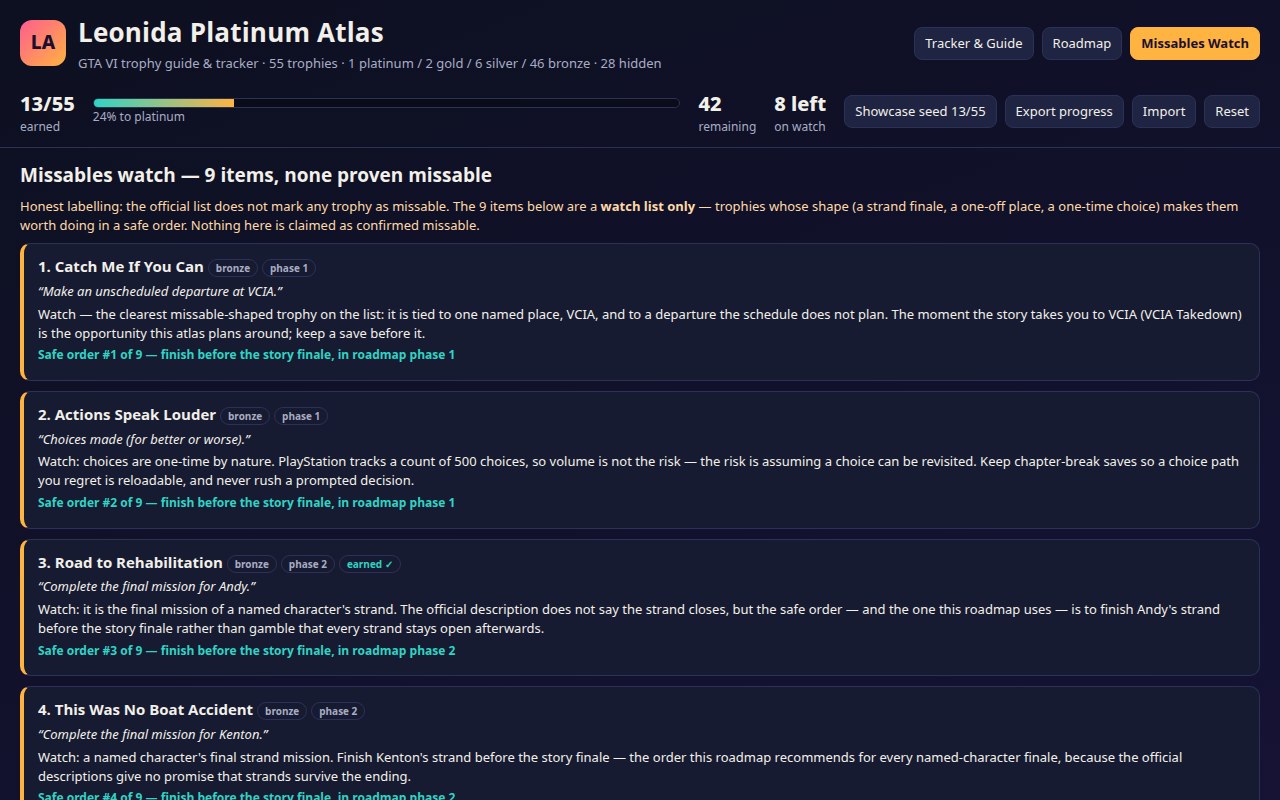 LA
Leonida Platinum Atlas
GTA VI trophy guide & tracker · 55 trophies · 1 platinum / 2 gold / 6 silver / 46 bronze · 28 hidden
Tracker & Guide
Roadmap
Missables Watch
13/55
earned
24% to platinum
42
remaining
8 left
on watch
Showcase seed 13/55
Export progress
Import
Reset
Missables watch — 9 items, none proven missable
Honest labelling: the official list does not mark any trophy as missable. The 9 items below are a watch list only — trophies whose shape (a strand finale, a one-off place, a one-time choice) makes them
worth doing in a safe order. Nothing here is claimed as confirmed missable.
1. Catch Me If You Can bronze phase 1
“Make an unscheduled departure at VCIA.”
Watch — the clearest missable-shaped trophy on the list: it is tied to one named place, VCIA, and to a departure the schedule does not plan. The moment the story takes you to VCIA (VCIA Takedown)
is the opportunity this atlas plans around; keep a save before it.
Safe order #1 of 9 — finish before the story finale, in roadmap phase 1
2. Actions Speak Louder bronze phase 1
“Choices made (for better or worse).”
Watch: choices are one-time by nature. PlayStation tracks a count of 500 choices, so volume is not the risk — the risk is assuming a choice can be revisited. Keep chapter-break saves so a choice path
you regret is reloadable, and never rush a prompted decision.
Safe order #2 of 9 — finish before the story finale, in roadmap phase 1
3. Road to Rehabilitation bronze phase 2 earned ✓
“Complete the final mission for Andy.”
Watch: it is the final mission of a named character's strand. The official description does not say the strand closes, but the safe order — and the one this roadmap uses — is to finish Andy's strand
before the story finale rather than gamble that every strand stays open afterwards.
Safe order #3 of 9 — finish before the story finale, in roadmap phase 2
4. This Was No Boat Accident bronze phase 2
“Complete the final mission for Kenton.”
Watch: a named character's final strand mission. Finish Kenton's strand before the story finale — the order this roadmap recommends for every named-character finale, because the official
descriptions give no promise that strands survive the ending.
Safe order #4 of 9 — finish before the story finale, in roadmap phase 2